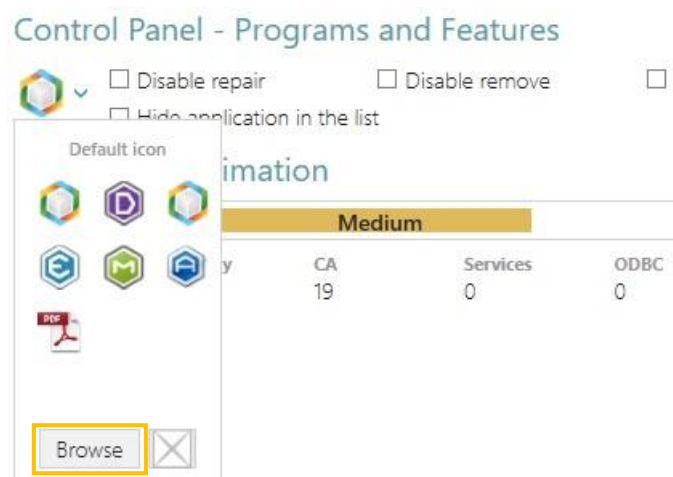 Control Panel - Programs and Features
Disable repair Disable remove
Hide application in the list
Default icon
imation
Medium
y CA Services ODBC
19 0 0
PDF
Browse